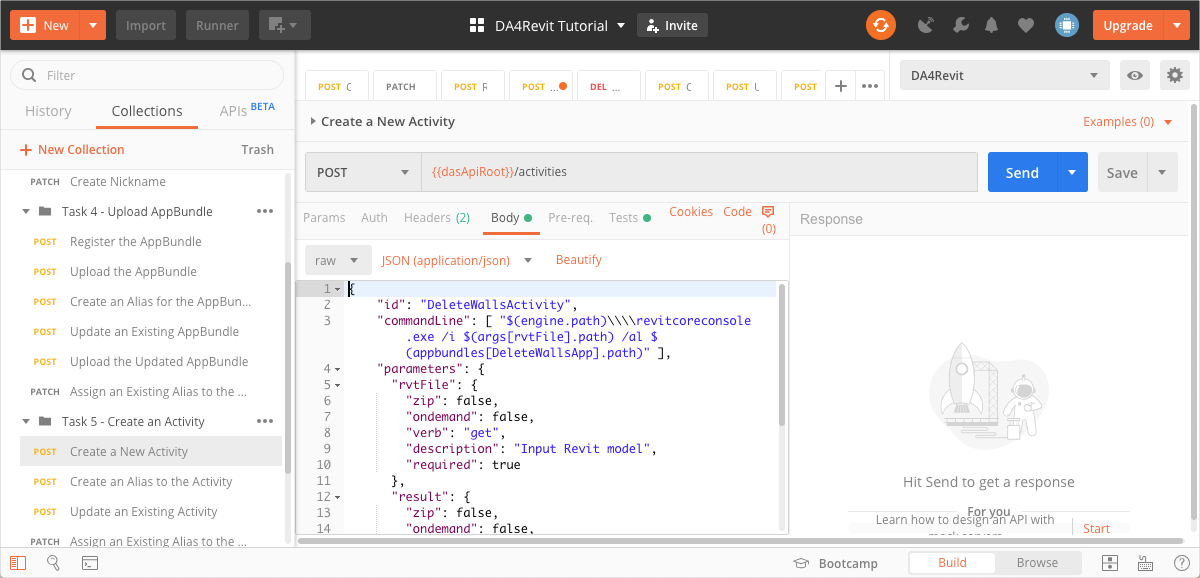 New
Import
Runner
DA4Revit Tutorial
Invite
Upgrade
Filter
History
Collections
APIs BETA
New Collection
Trash
PATCH Create Nickname
Task 4 - Upload AppBundle
POST Register the AppBundle
POST Upload the AppBundle
POST Create an Alias for the AppBun...
POST Update an Existing AppBundle
POST Upload the Updated AppBundle
PATCH Assign an Existing Alias to the ...
Task 5 - Create an Activity
POST Create a New Activity
POST Create an Alias to the Activity
POST Update an Existing Activity
PATCH Assign an Existing Alias to the ...
POST
PATCH
POST
POST ...
DEL ...
POST
POST
POST
DA4Revit
Create a New Activity
Examples (0)
POST
{{dasApiRoot}}/activities
Send
Save
Params
Auth
Headers (2)
Body
Pre-req.
Tests
Cookies
Code
(0)
Response
raw
JSON (application/json)
Beautify
1 {
2 "id": "DeleteWallsActivity",
3 "commandLine": [ "$(engine.path)\\\\revitcoreconsole
.exe /i $(args[rvtFile].path) /al $
(appbundles[DeleteWallsApp].path)" ],
4 "parameters": {
5 "rvtFile": {
6 "zip": false,
7 "ondemand": false,
8 "verb": "get",
9 "description": "Input Revit model",
10 "required": true
11 },
12 "result": {
13 "zip": false,
14 "ondemand": false,
Hit Send to get a response
For you
Learn how to design an API with
mock servers
Start
Bootcamp
Build
Browse